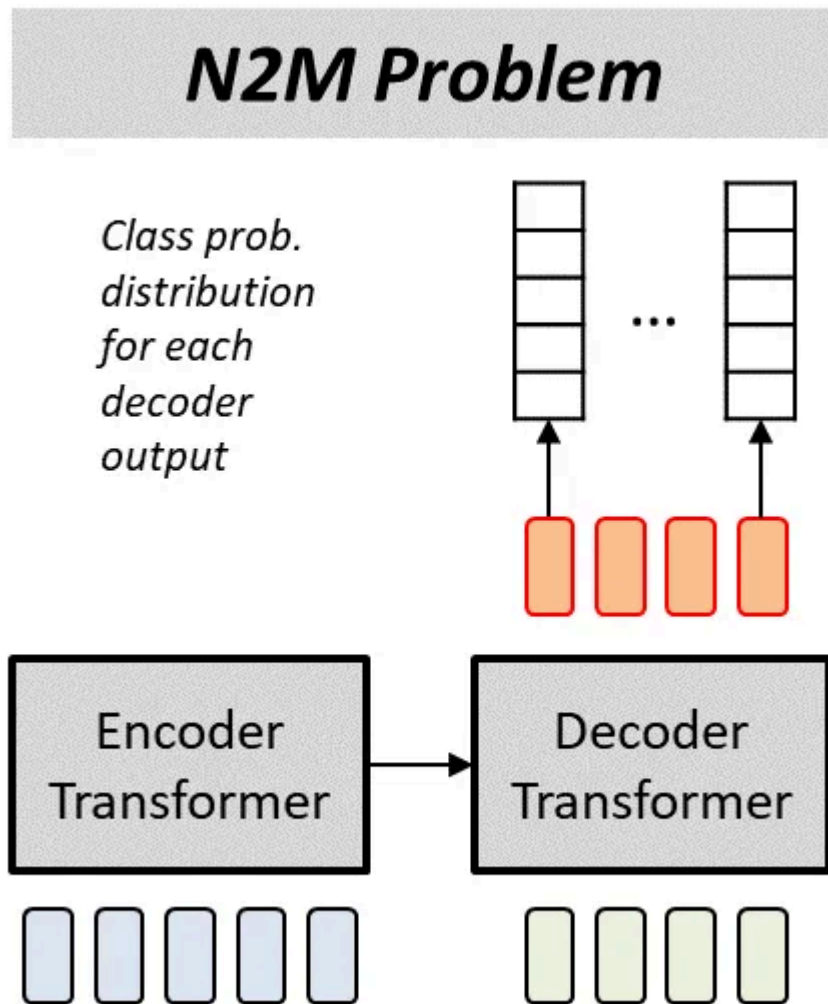 N2M Problem
Class prob.
distribution
for each
decoder
output
...
Encoder
Transformer
Decoder
Transformer